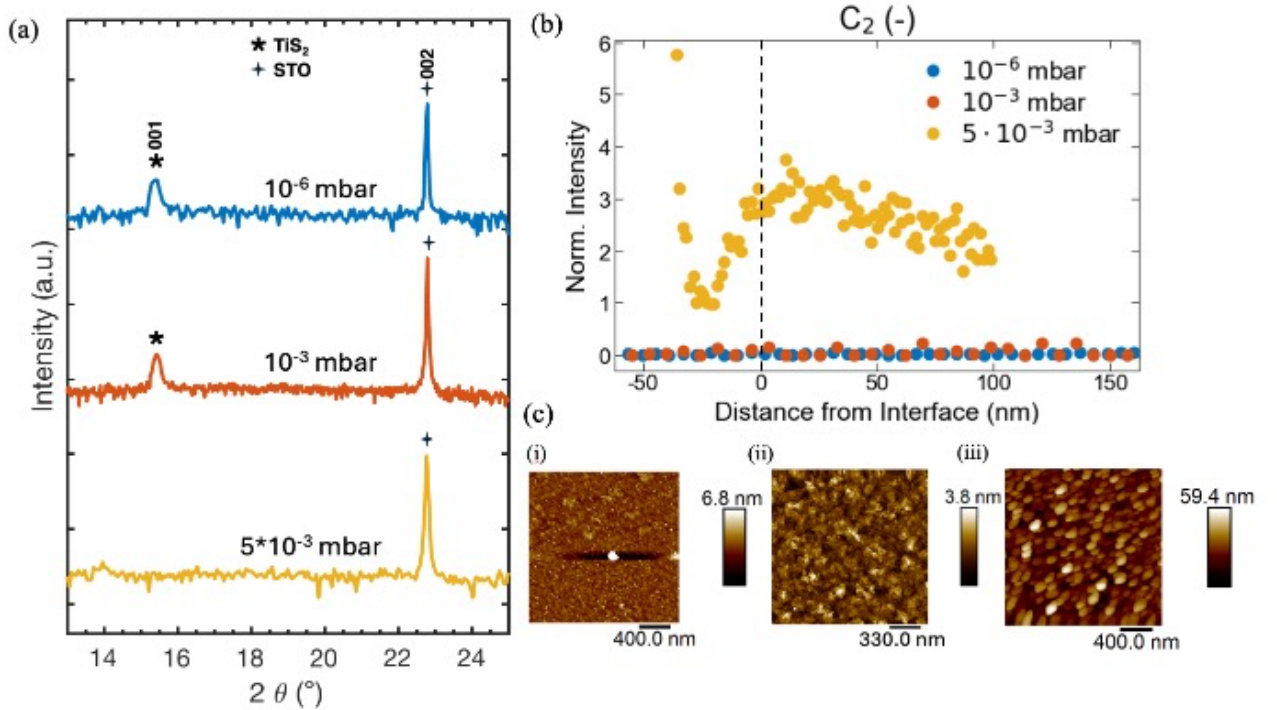 (a)
★ TiS₂
+ STO
* 001
+ 002
10⁻⁶ mbar
+
*
10⁻³ mbar
+
5*10⁻³ mbar
Intensity (a.u.)
14 16 18 20 22 24
2 θ (°)
(b)
C₂ (-)
10⁻⁶ mbar
10⁻³ mbar
5 · 10⁻³ mbar
Norm. Intensity
6
5
4
3
2
1
0
-50 0 50 100 150
Distance from Interface (nm)
(c)
(i)
6.8 nm
400.0 nm
(ii)
3.8 nm
330.0 nm
(iii)
59.4 nm
400.0 nm